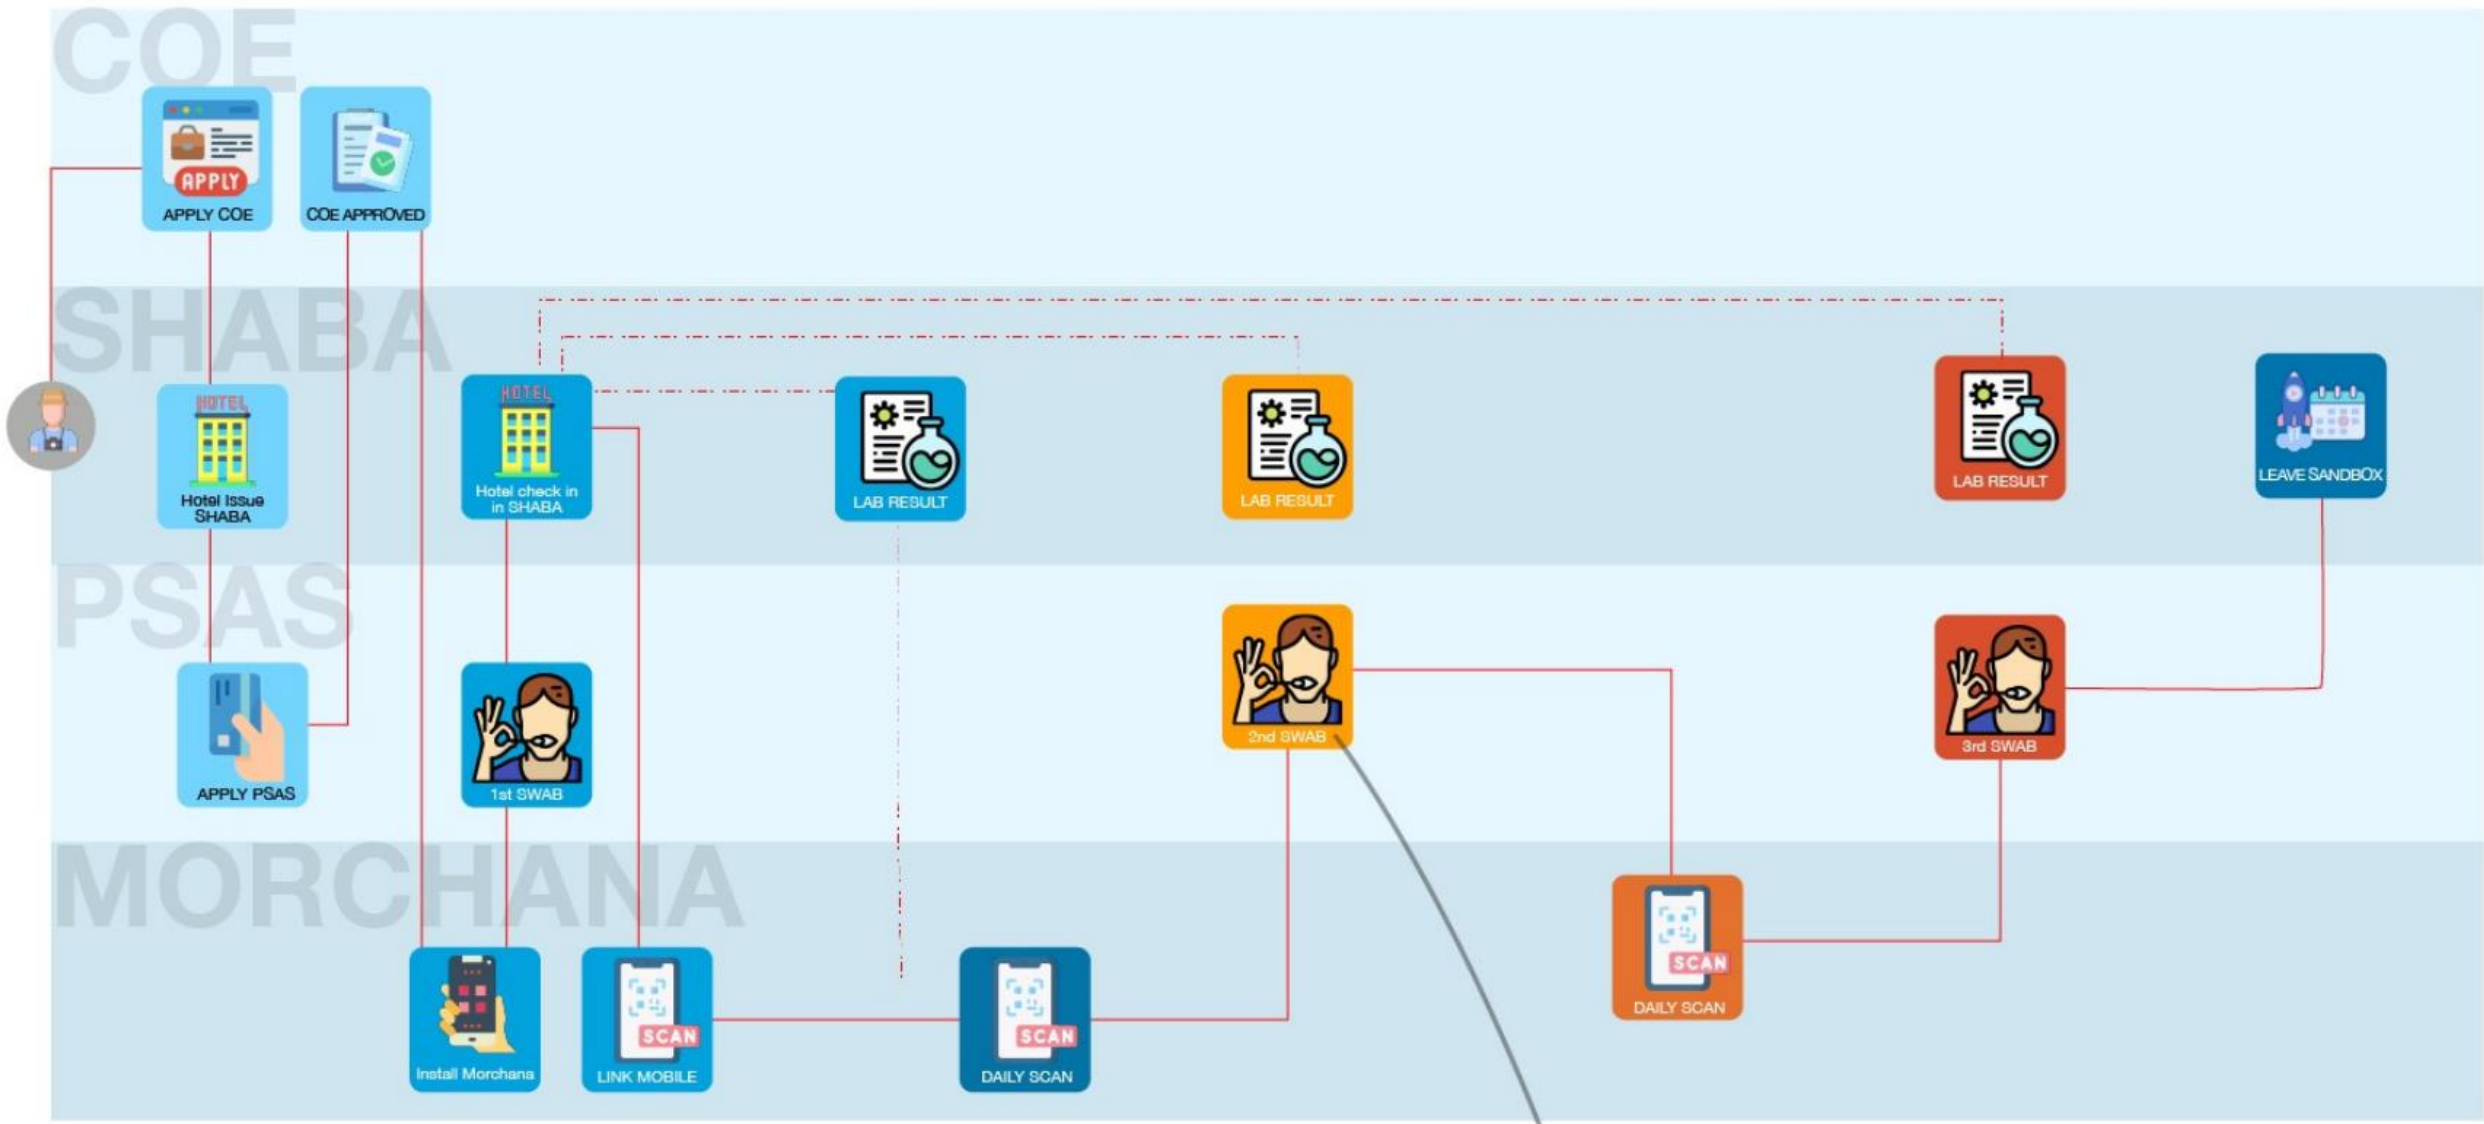 COE
APPLY
APPLY COE
COE APPROVED
SHABA
HOTEL
Hotel Issue
SHABA
HOTEL
Hotel check in
in SHABA
LAB RESULT
LAB RESULT
LAB RESULT
LEAVE SANDBOX
PSAS
APPLY PSAS
1st SWAB
2nd SWAB
3rd SWAB
MORCHANA
Install Morchana
SCAN
LINK MOBILE
SCAN
DAILY SCAN
SCAN
DAILY SCAN